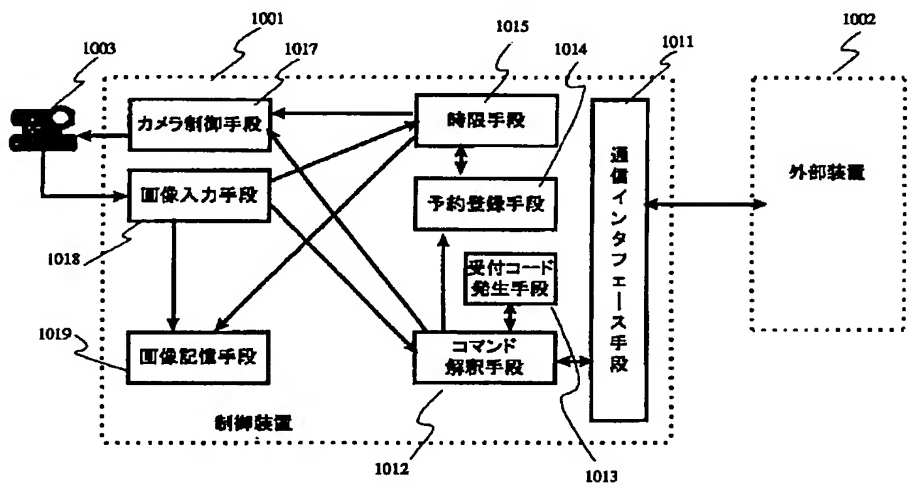 1001
1017
1015
1014
1002
1003
1011
カメラ制御手段
時限手段
通信インタフェース手段
外部装置
画像入力手段
予約登録手段
1018
受付コード
発生手段
1019
画像記憶手段
コマンド
解釈手段
制御装置
1012
1013